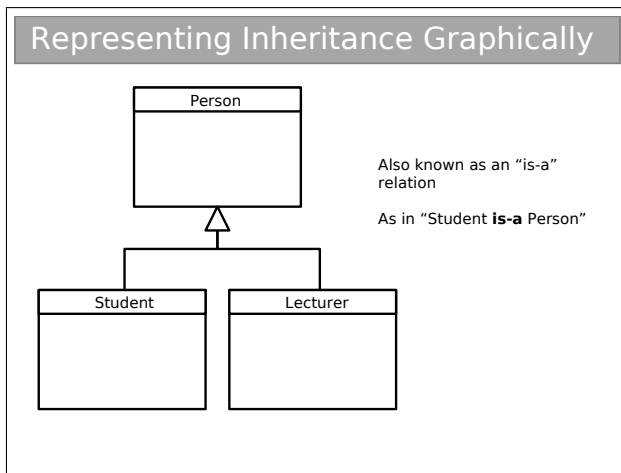 Representing Inheritance Graphically
Person
Also known as an “is-a”
relation
As in “Student is-a Person”
Student
Lecturer